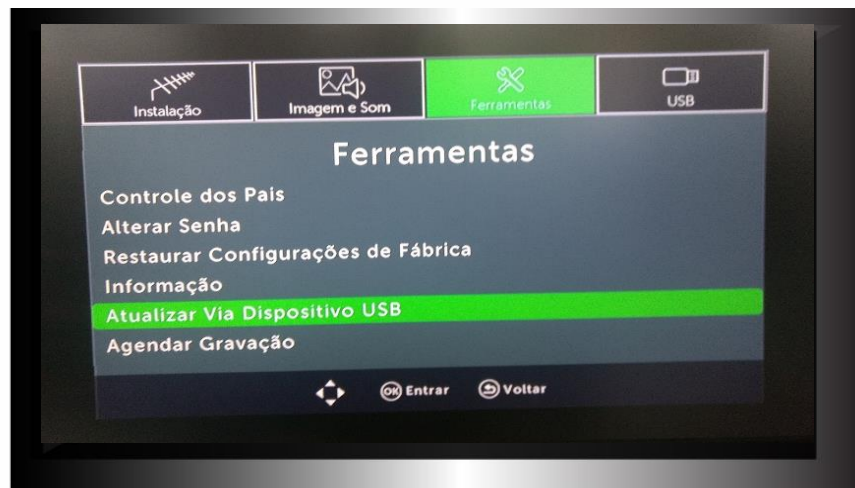 Instalação
Imagem e Som
Ferramentas
USB
Ferramentas
Controle dos Pais
Alterar Senha
Restaurar Configurações de Fábrica
Informação
Atualizar Via Dispositivo USB
Agendar Gravação
OK Entrar
Voltar